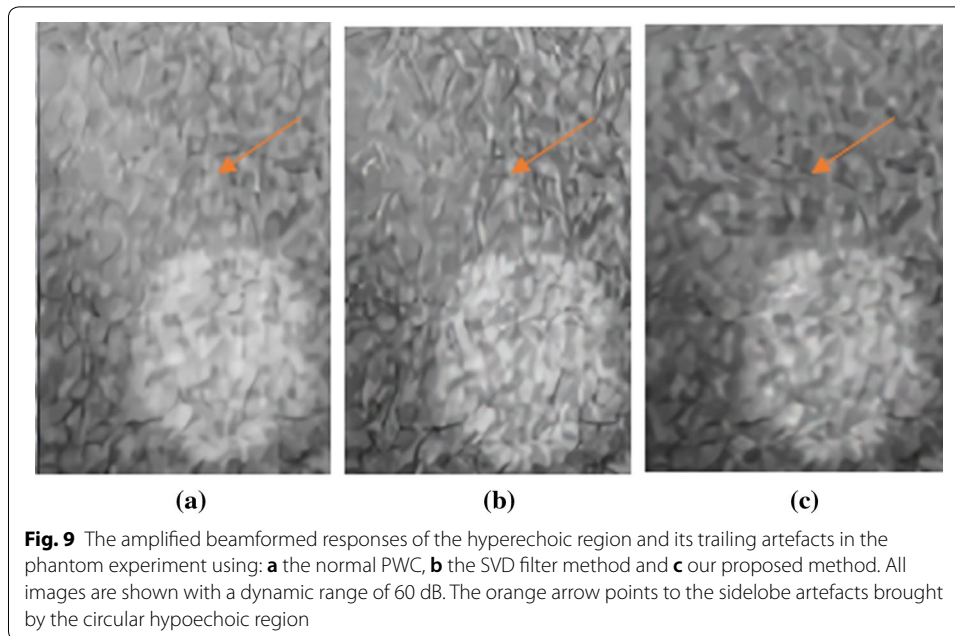 (a) (b) (c)
Fig. 9 The amplified beamformed responses of the hyperechoic region and its trailing artefacts in the
phantom experiment using: a the normal PWC, b the SVD filter method and c our proposed method. All
images are shown with a dynamic range of 60 dB. The orange arrow points to the sidelobe artefacts brought
by the circular hypoechoic region